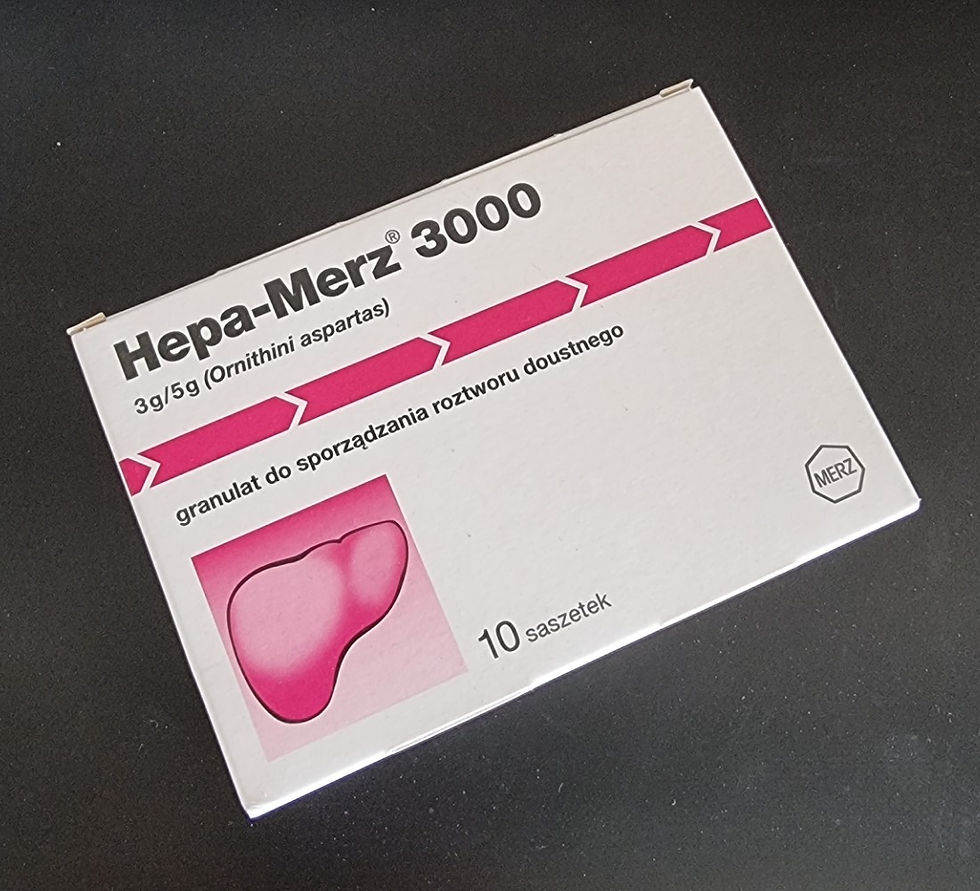 Hepa-Merz® 3000
3g/5g (Ornithini aspartas)
granulat do sporządzania roztworu doustnego
MERZ
10 saszetek